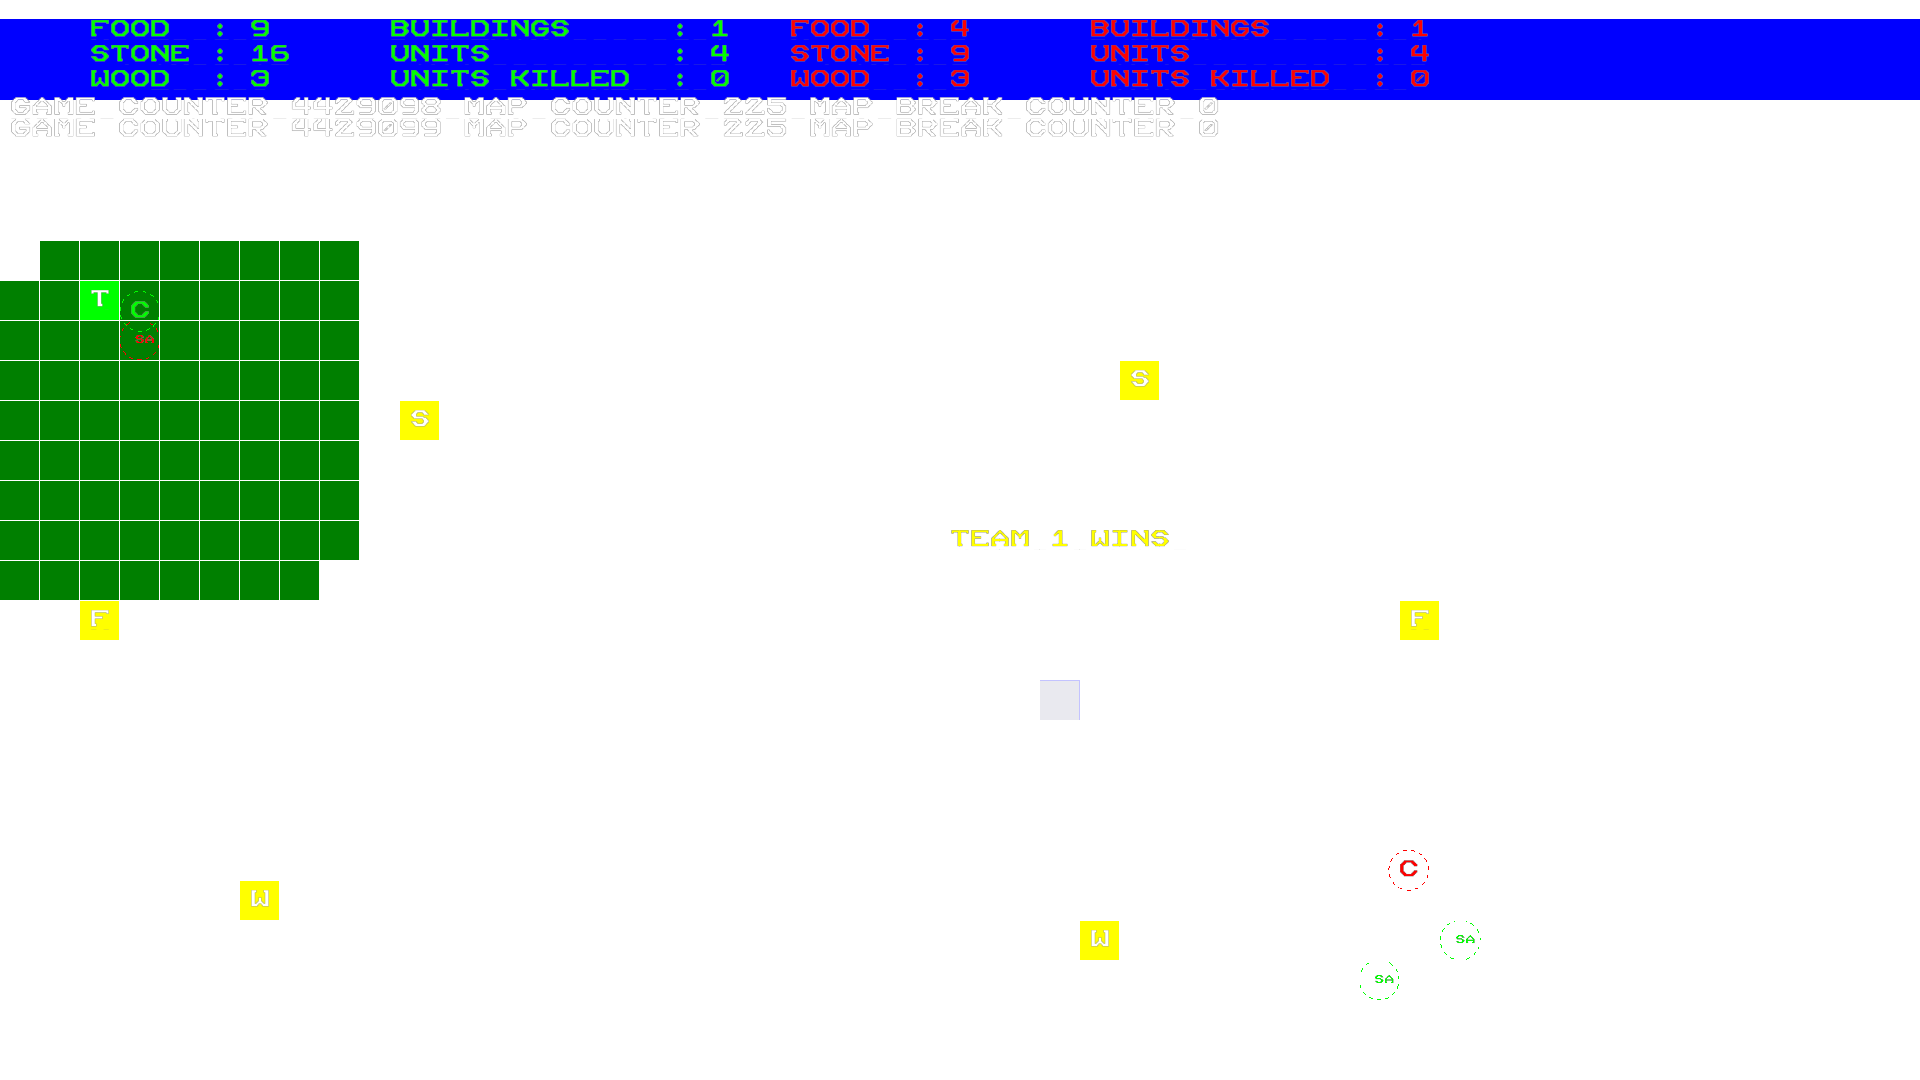 FOOD : 9 BUILDINGS : 1 FOOD : 4 BUILDINGS : 1
STONE : 16 UNITS : 4 STONE : 9 UNITS : 4
WOOD : 3 UNITS KILLED : 0 WOOD : 3 UNITS KILLED : 0
GAME COUNTER 4429098 MAP COUNTER 225 MAP BREAK COUNTER 0
GAME COUNTER 4429099 MAP COUNTER 225 MAP BREAK COUNTER 0
T
C
SA
S
S
TEAM 1 WINS
F
F
C
W
W
SA
SA